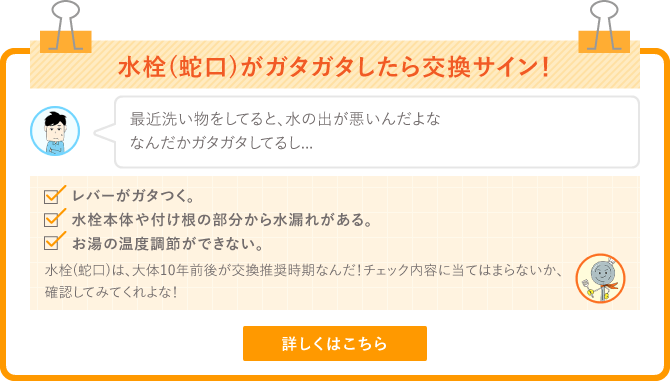 水栓(蛇口)がガタガタしたら交換サイン!
最近洗い物をしてると、水の出が悪いんだよな
なんだかガタガタしてるし...
レバーがガタつく。
水栓本体や付け根の部分から水漏れがある。
お湯の温度調節ができない。
水栓(蛇口)は、大体10年前後が交換推奨時期なんだ!チェック内容に当てはまらないか、
確認してみてくれよな!
詳しくはこちら